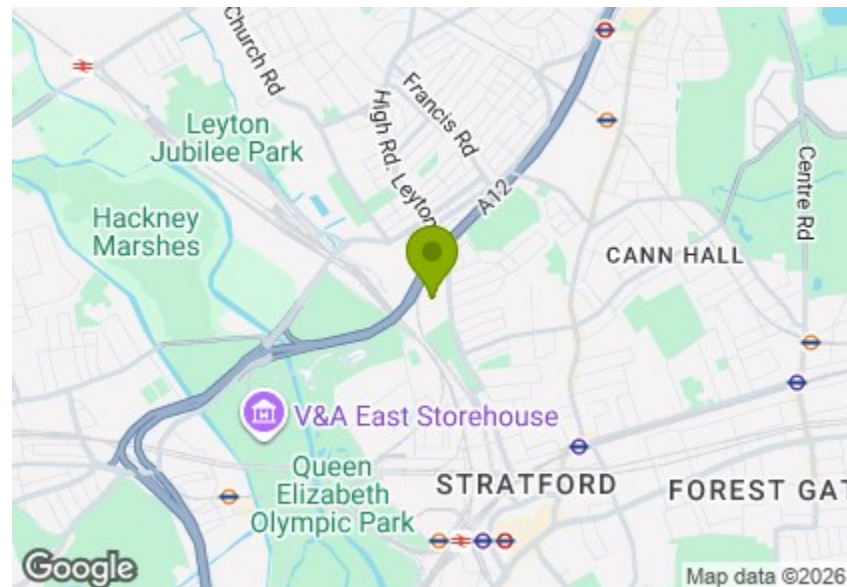 Church Rd
Francis Rd
High Rd. Leyton
Leyton
Jubilee Park
A12
Centre Rd
Hackney
Marshes
CANN HALL
V&A East Storehouse
Queen
Elizabeth
Olympic Park
STRATFORD
FOREST GAT
Google
Map data ©2026